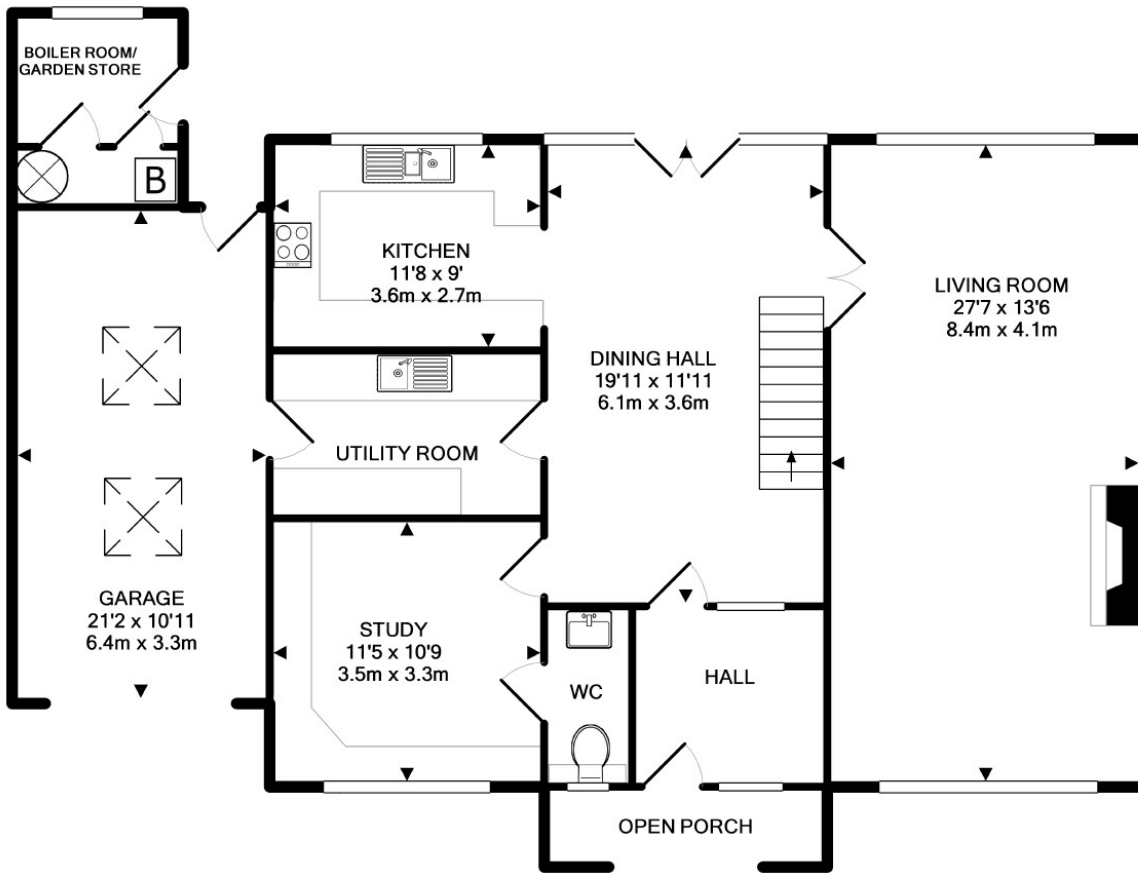 BOILER ROOM/
GARDEN STORE
B
KITCHEN
11'8 x 9'
3.6m x 2.7m
LIVING ROOM
27'7 x 13'6
8.4m x 4.1m
DINING HALL
19'11 x 11'11
6.1m x 3.6m
UTILITY ROOM
GARAGE
21'2 x 10'11
6.4m x 3.3m
STUDY
11'5 x 10'9
3.5m x 3.3m
WC
HALL
OPEN PORCH